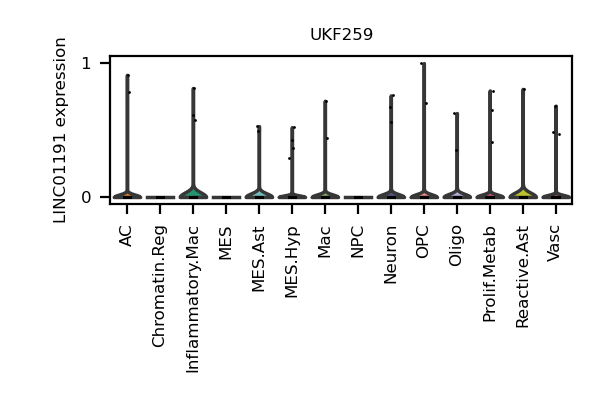 UKF259
LINC01191 expression
1
0
AC
Chromatin.Reg
Inflammatory.Mac
MES
MES.Ast
MES.Hyp
Mac
NPC
Neuron
OPC
Oligo
Prolif.Metab
Reactive.Ast
Vasc